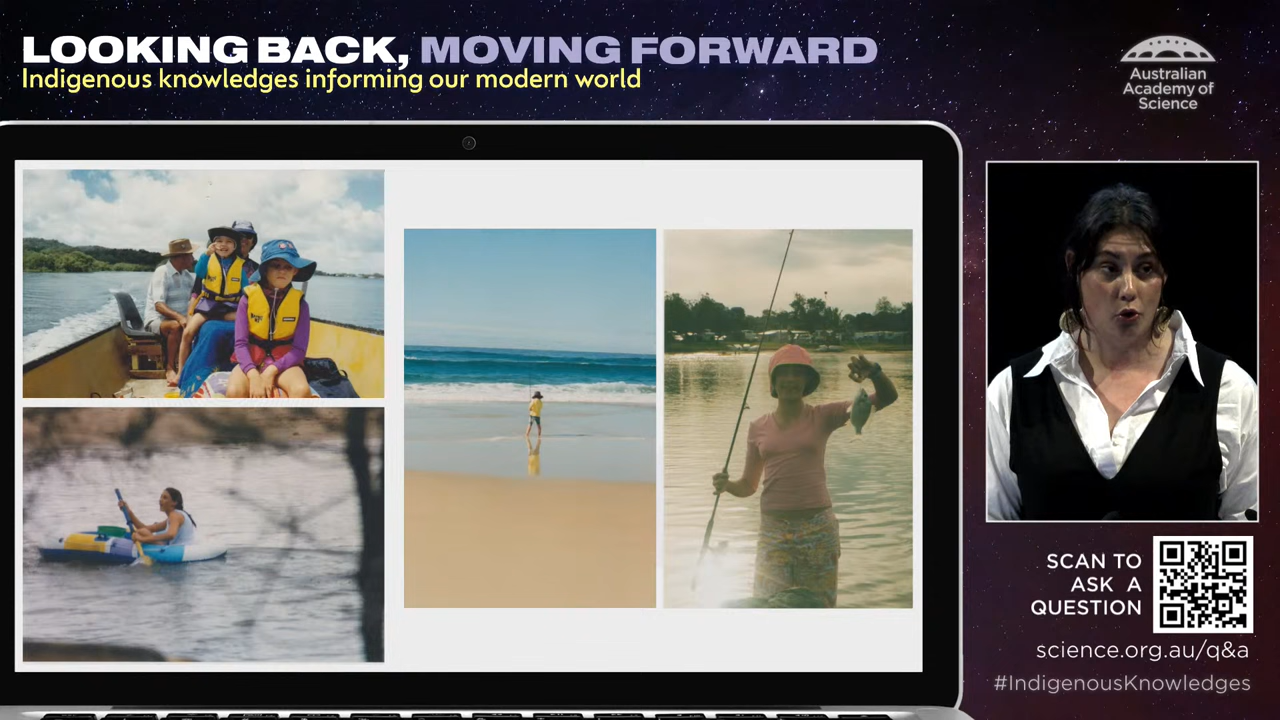 LOOKING BACK, MOVING FORWARD
Indigenous knowledges informing our modern world
Australian
Academy of
Science
SCAN TO
ASK A
QUESTION
science.org.au/q&a
#IndigenousKnowledges